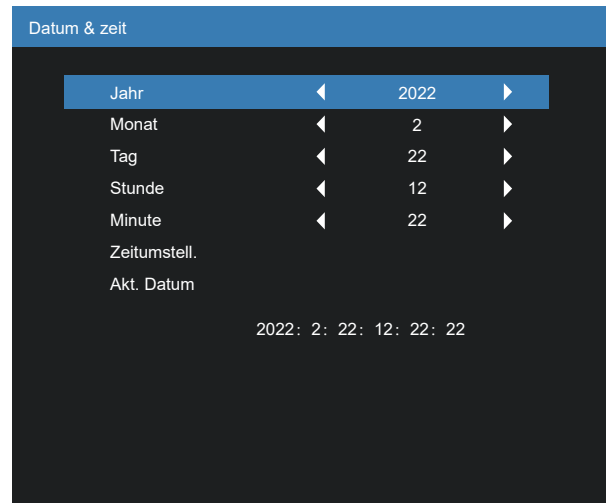 Datum & zeit
Jahr 2022
Monat 2
Tag 22
Stunde 12
Minute 22
Zeitumstell.
Akt. Datum
2022: 2: 22: 12: 22: 22